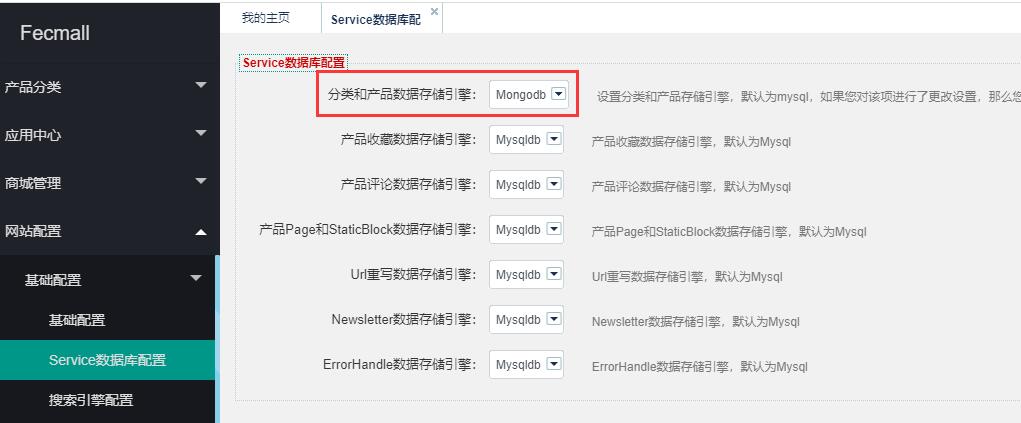 Fecmall
产品分类
应用中心
商城管理
网站配置
基础配置
基础配置
Service数据库配置
搜索引擎配置
我的主页
Service数据库配
Service数据库配置
分类和产品数据存储引擎： Mongodb 设置分类和产品存储引擎，默认为mysql，如果您对该项进行了更改设置，那么您
产品收藏数据存储引擎： Mysqldb 产品收藏数据存储引擎，默认为Mysql
产品评论数据存储引擎： Mysqldb 产品评论数据存储引擎，默认为Mysql
产品Page和StaticBlock数据存储引擎： Mysqldb 产品Page和StaticBlock数据存储引擎，默认为Mysql
Url重写数据存储引擎： Mysqldb Url重写数据存储引擎，默认为Mysql
Newsletter数据存储引擎： Mysqldb Newsletter数据存储引擎，默认为Mysql
ErrorHandle数据存储引擎： Mysqldb ErrorHandle数据存储引擎，默认为Mysql